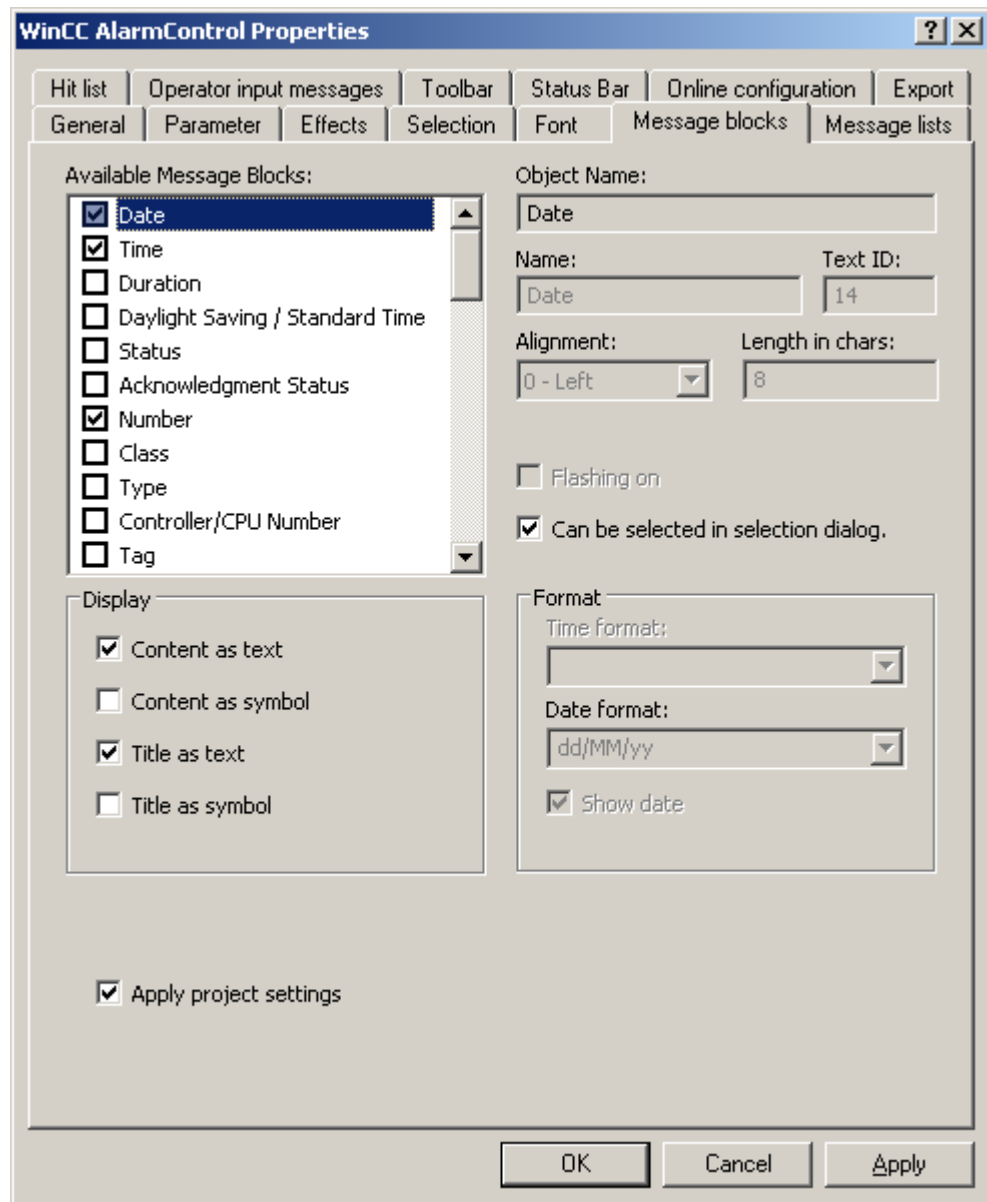 WinCC AlarmControl Properties
Hit list Operator input messages Toolbar Status Bar Online configuration Export
General Parameter Effects Selection Font Message blocks Message lists
Available Message Blocks:
Date
Time
Duration
Daylight Saving / Standard Time
Status
Acknowledgment Status
Number
Class
Type
Controller/CPU Number
Tag
Object Name:
Date
Name: Text ID:
Date 14
Alignment: Length in chars:
0 - Left 8
Flashing on
Can be selected in selection dialog.
Display
Content as text
Content as symbol
Title as text
Title as symbol
Format
Time format:
Date format:
dd/MM/yy
Show date
Apply project settings
OK Cancel Apply